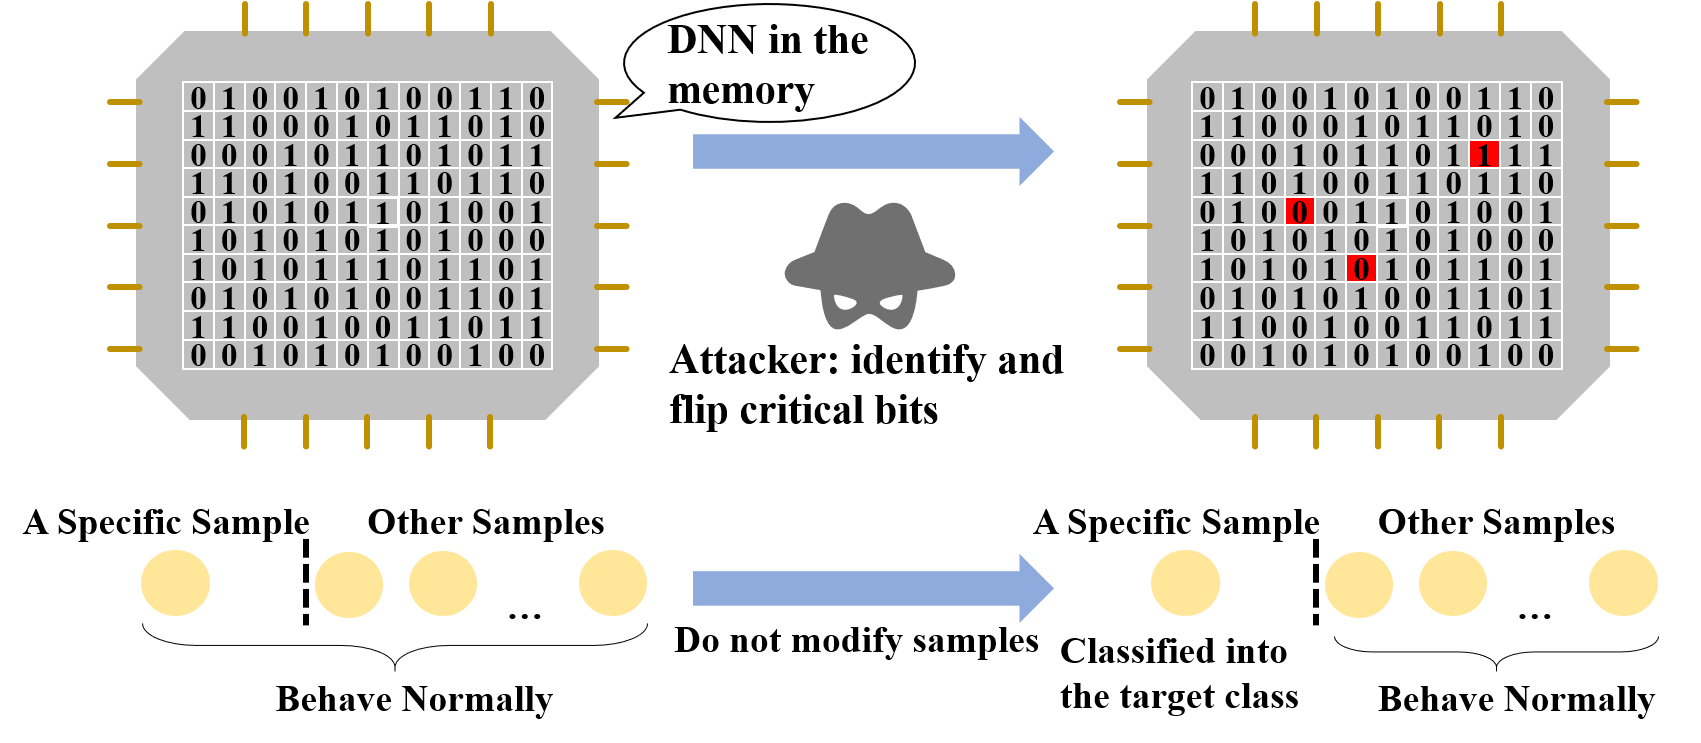 DNN in the
memory
0 1 0 0 1 0 1 0 0 1 1 0
1 1 0 0 0 1 0 1 1 0 1 0
0 0 0 1 0 1 1 0 1 0 1 1
1 1 0 1 0 0 1 1 0 1 1 0
0 1 0 1 0 1 1 0 1 0 0 1
1 0 1 0 1 0 1 0 1 0 0 0
1 0 1 0 1 1 1 0 1 1 0 1
0 1 0 1 0 1 0 0 1 1 0 1
1 1 0 0 1 0 0 1 1 0 1 1
0 0 1 0 1 0 1 0 0 1 0 0
Attacker: identify and
flip critical bits
0 1 0 0 1 0 1 0 0 1 1 0
1 1 0 0 0 1 0 1 1 0 1 0
0 0 0 1 0 1 1 0 1 1 1 1
1 1 0 1 0 0 1 1 0 1 1 0
0 1 0 0 0 1 1 0 1 0 0 1
1 0 1 0 1 0 1 0 1 0 0 0
1 0 1 0 1 0 1 0 1 1 0 1
0 1 0 1 0 1 0 0 1 1 0 1
1 1 0 0 1 0 0 1 1 0 1 1
0 0 1 0 1 0 1 0 0 1 0 0
A Specific Sample
Other Samples
...
Behave Normally
Do not modify samples
A Specific Sample
Other Samples
...
Classified into
the target class
Behave Normally